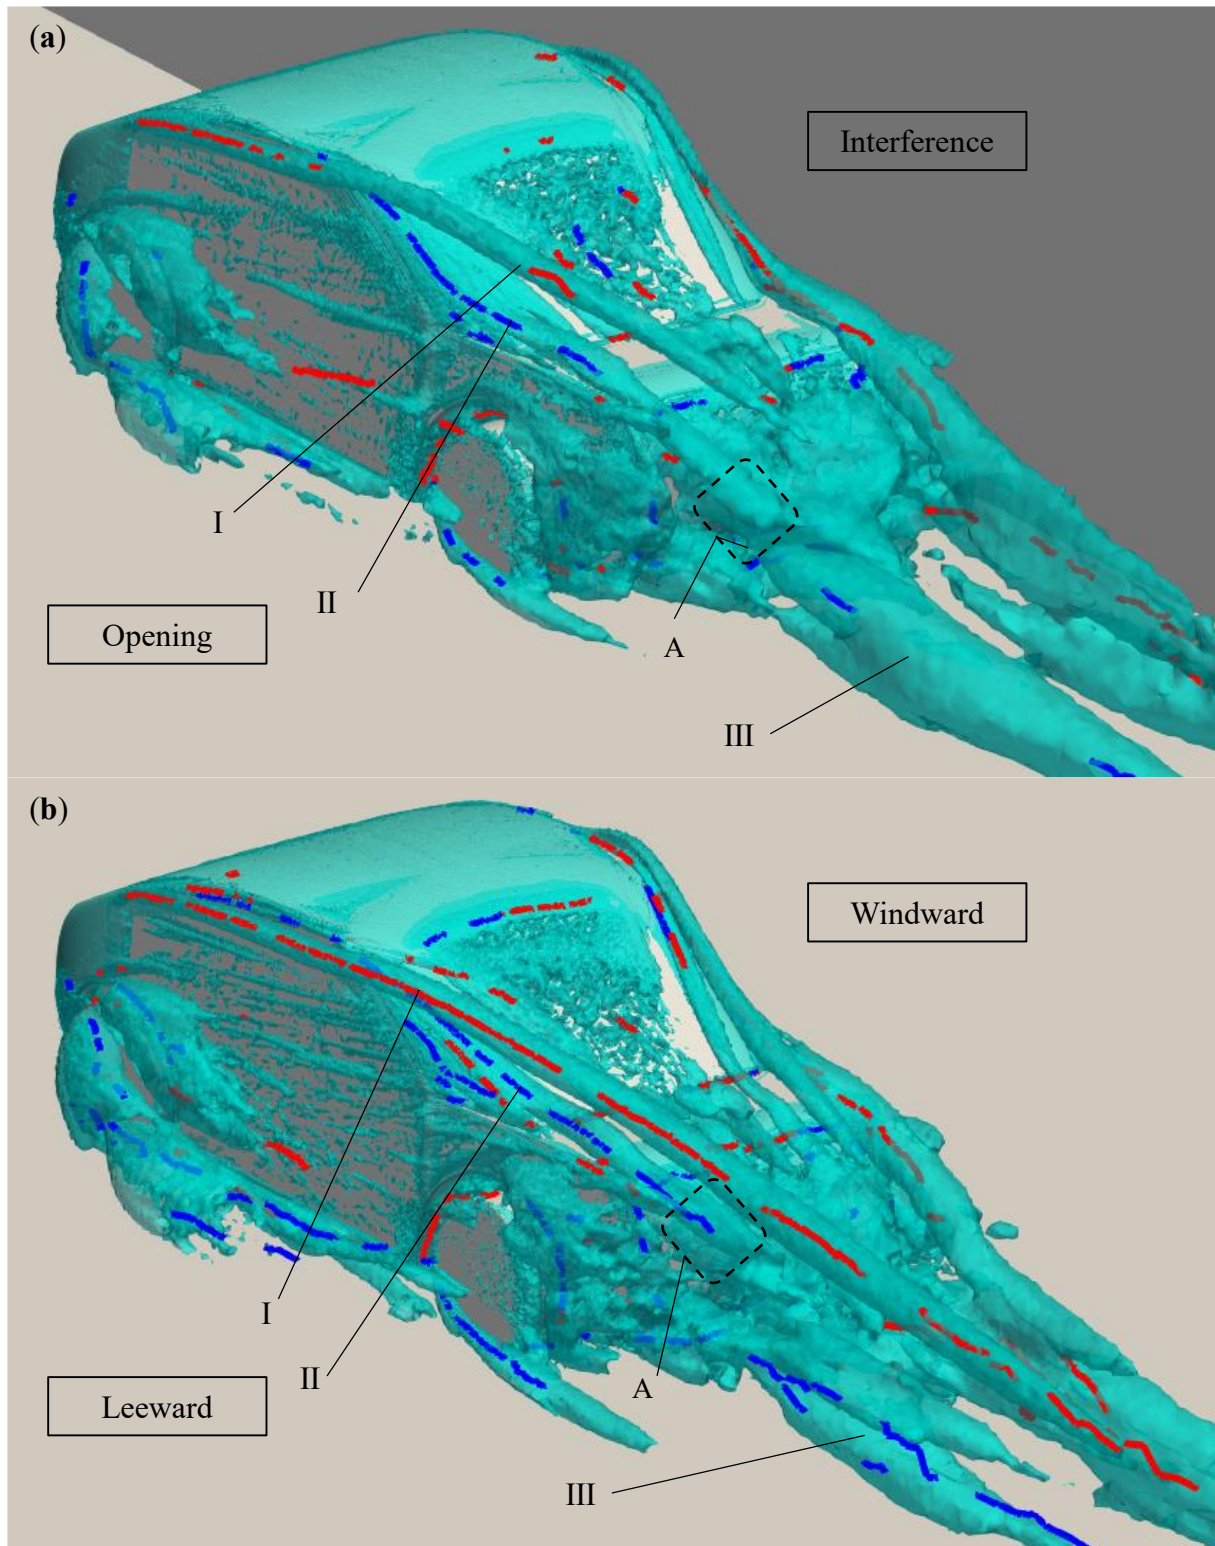 (a)
Interference
I
II
Opening
A
III
(b)
Windward
I
II
A
Leeward
III